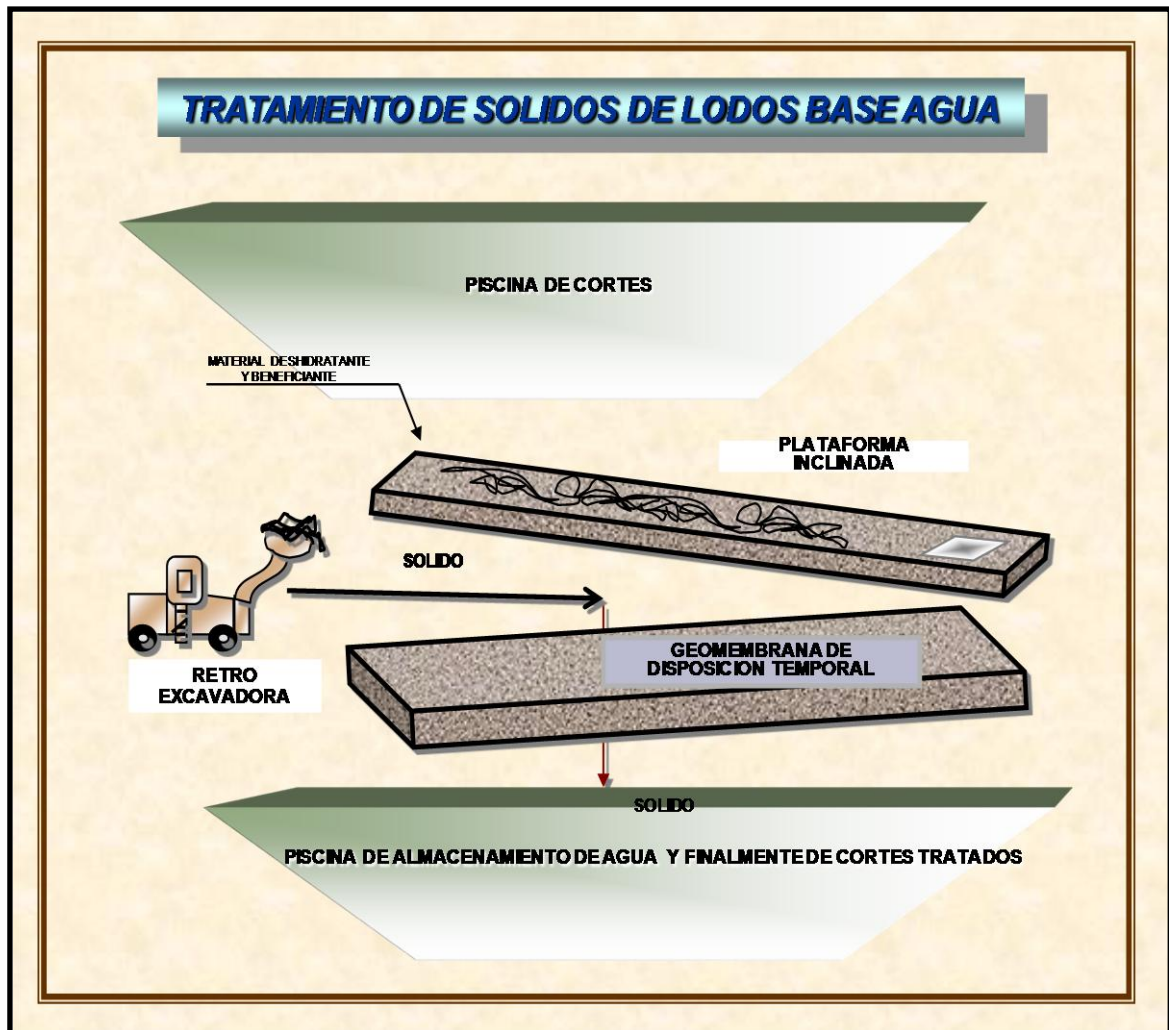 TRATAMIENTO DE SOLIDOS DE LODOS BASE AGUA
PISCINA DE CORTES
MATERIAL DESHIDRATANTE
Y BENEFICIANTE
PLATAFORMA
INCLINADA
SOLIDO
RETRO
EXCAVADORA
GEOMEMBRANA DE
DISPOSICION TEMPORAL
SOLIDO
PISCINA DE ALMACENAMIENTO DE AGUA Y FINALMENTE DE CORTES TRATADOS